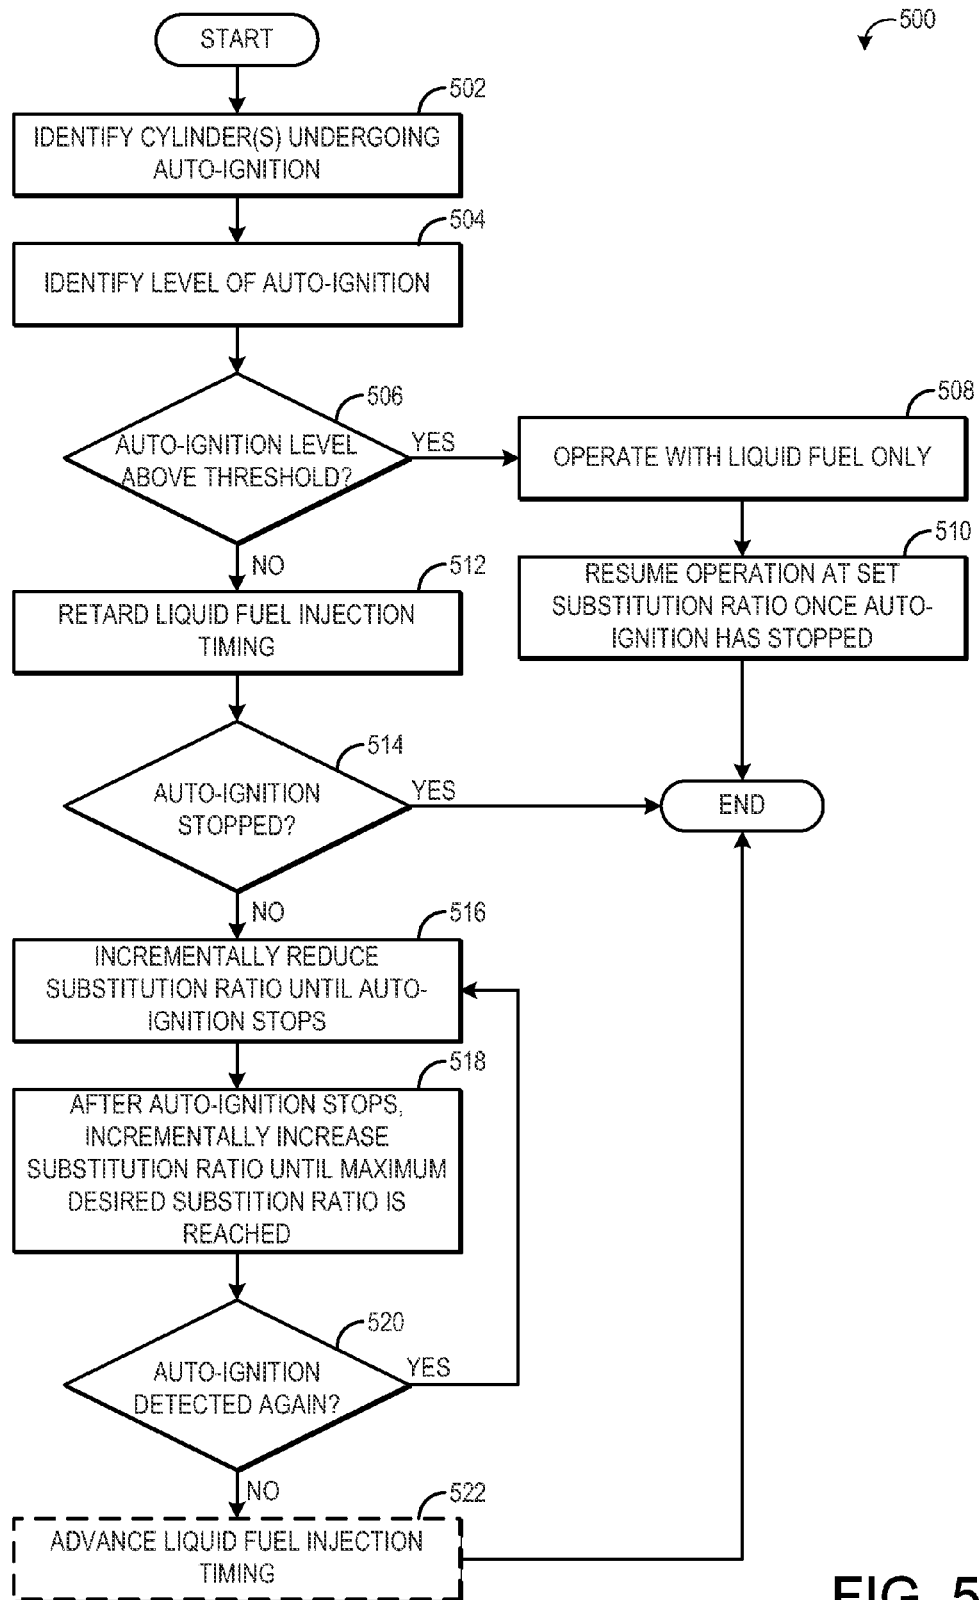 START
500
502
IDENTIFY CYLINDER(S) UNDERGOING
AUTO-IGNITION
504
IDENTIFY LEVEL OF AUTO-IGNITION
506
AUTO-IGNITION LEVEL
ABOVE THRESHOLD?
YES
508
OPERATE WITH LIQUID FUEL ONLY
510
RESUME OPERATION AT SET
SUBSTITUTION RATIO ONCE AUTO-
IGNITION HAS STOPPED
NO
512
RETARD LIQUID FUEL INJECTION
TIMING
514
AUTO-IGNITION
STOPPED?
YES
END
NO
516
INCREMENTALLY REDUCE
SUBSTITUTION RATIO UNTIL AUTO-
IGNITION STOPS
518
AFTER AUTO-IGNITION STOPS,
INCREMENTALLY INCREASE
SUBSTITUTION RATIO UNTIL MAXIMUM
DESIRED SUBSTITION RATIO IS
REACHED
520
AUTO-IGNITION
DETECTED AGAIN?
YES
NO
522
ADVANCE LIQUID FUEL INJECTION
TIMING
FIG. 5